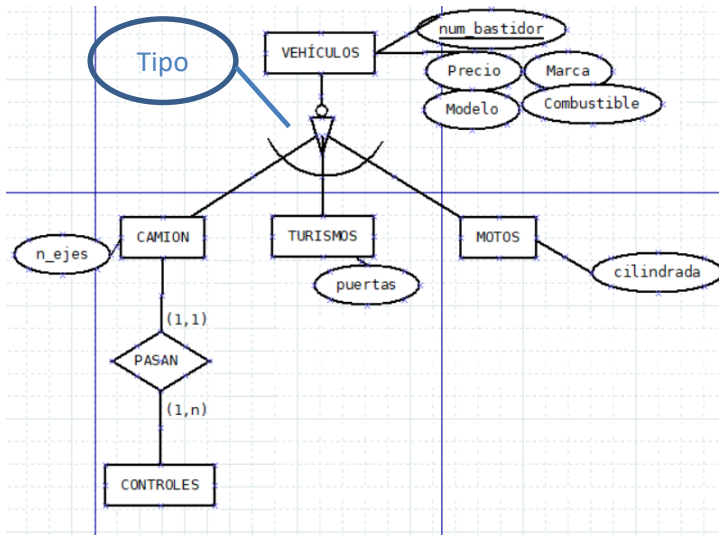 num_bastidor
VEHÍCULOS
Tipo
Precio
Marca
Modelo
Combustible
CAMION
TURISMOS
MOTOS
n_ejes
puertas
cilindrada
(1,1)
PASAN
(1,n)
CONTROLES